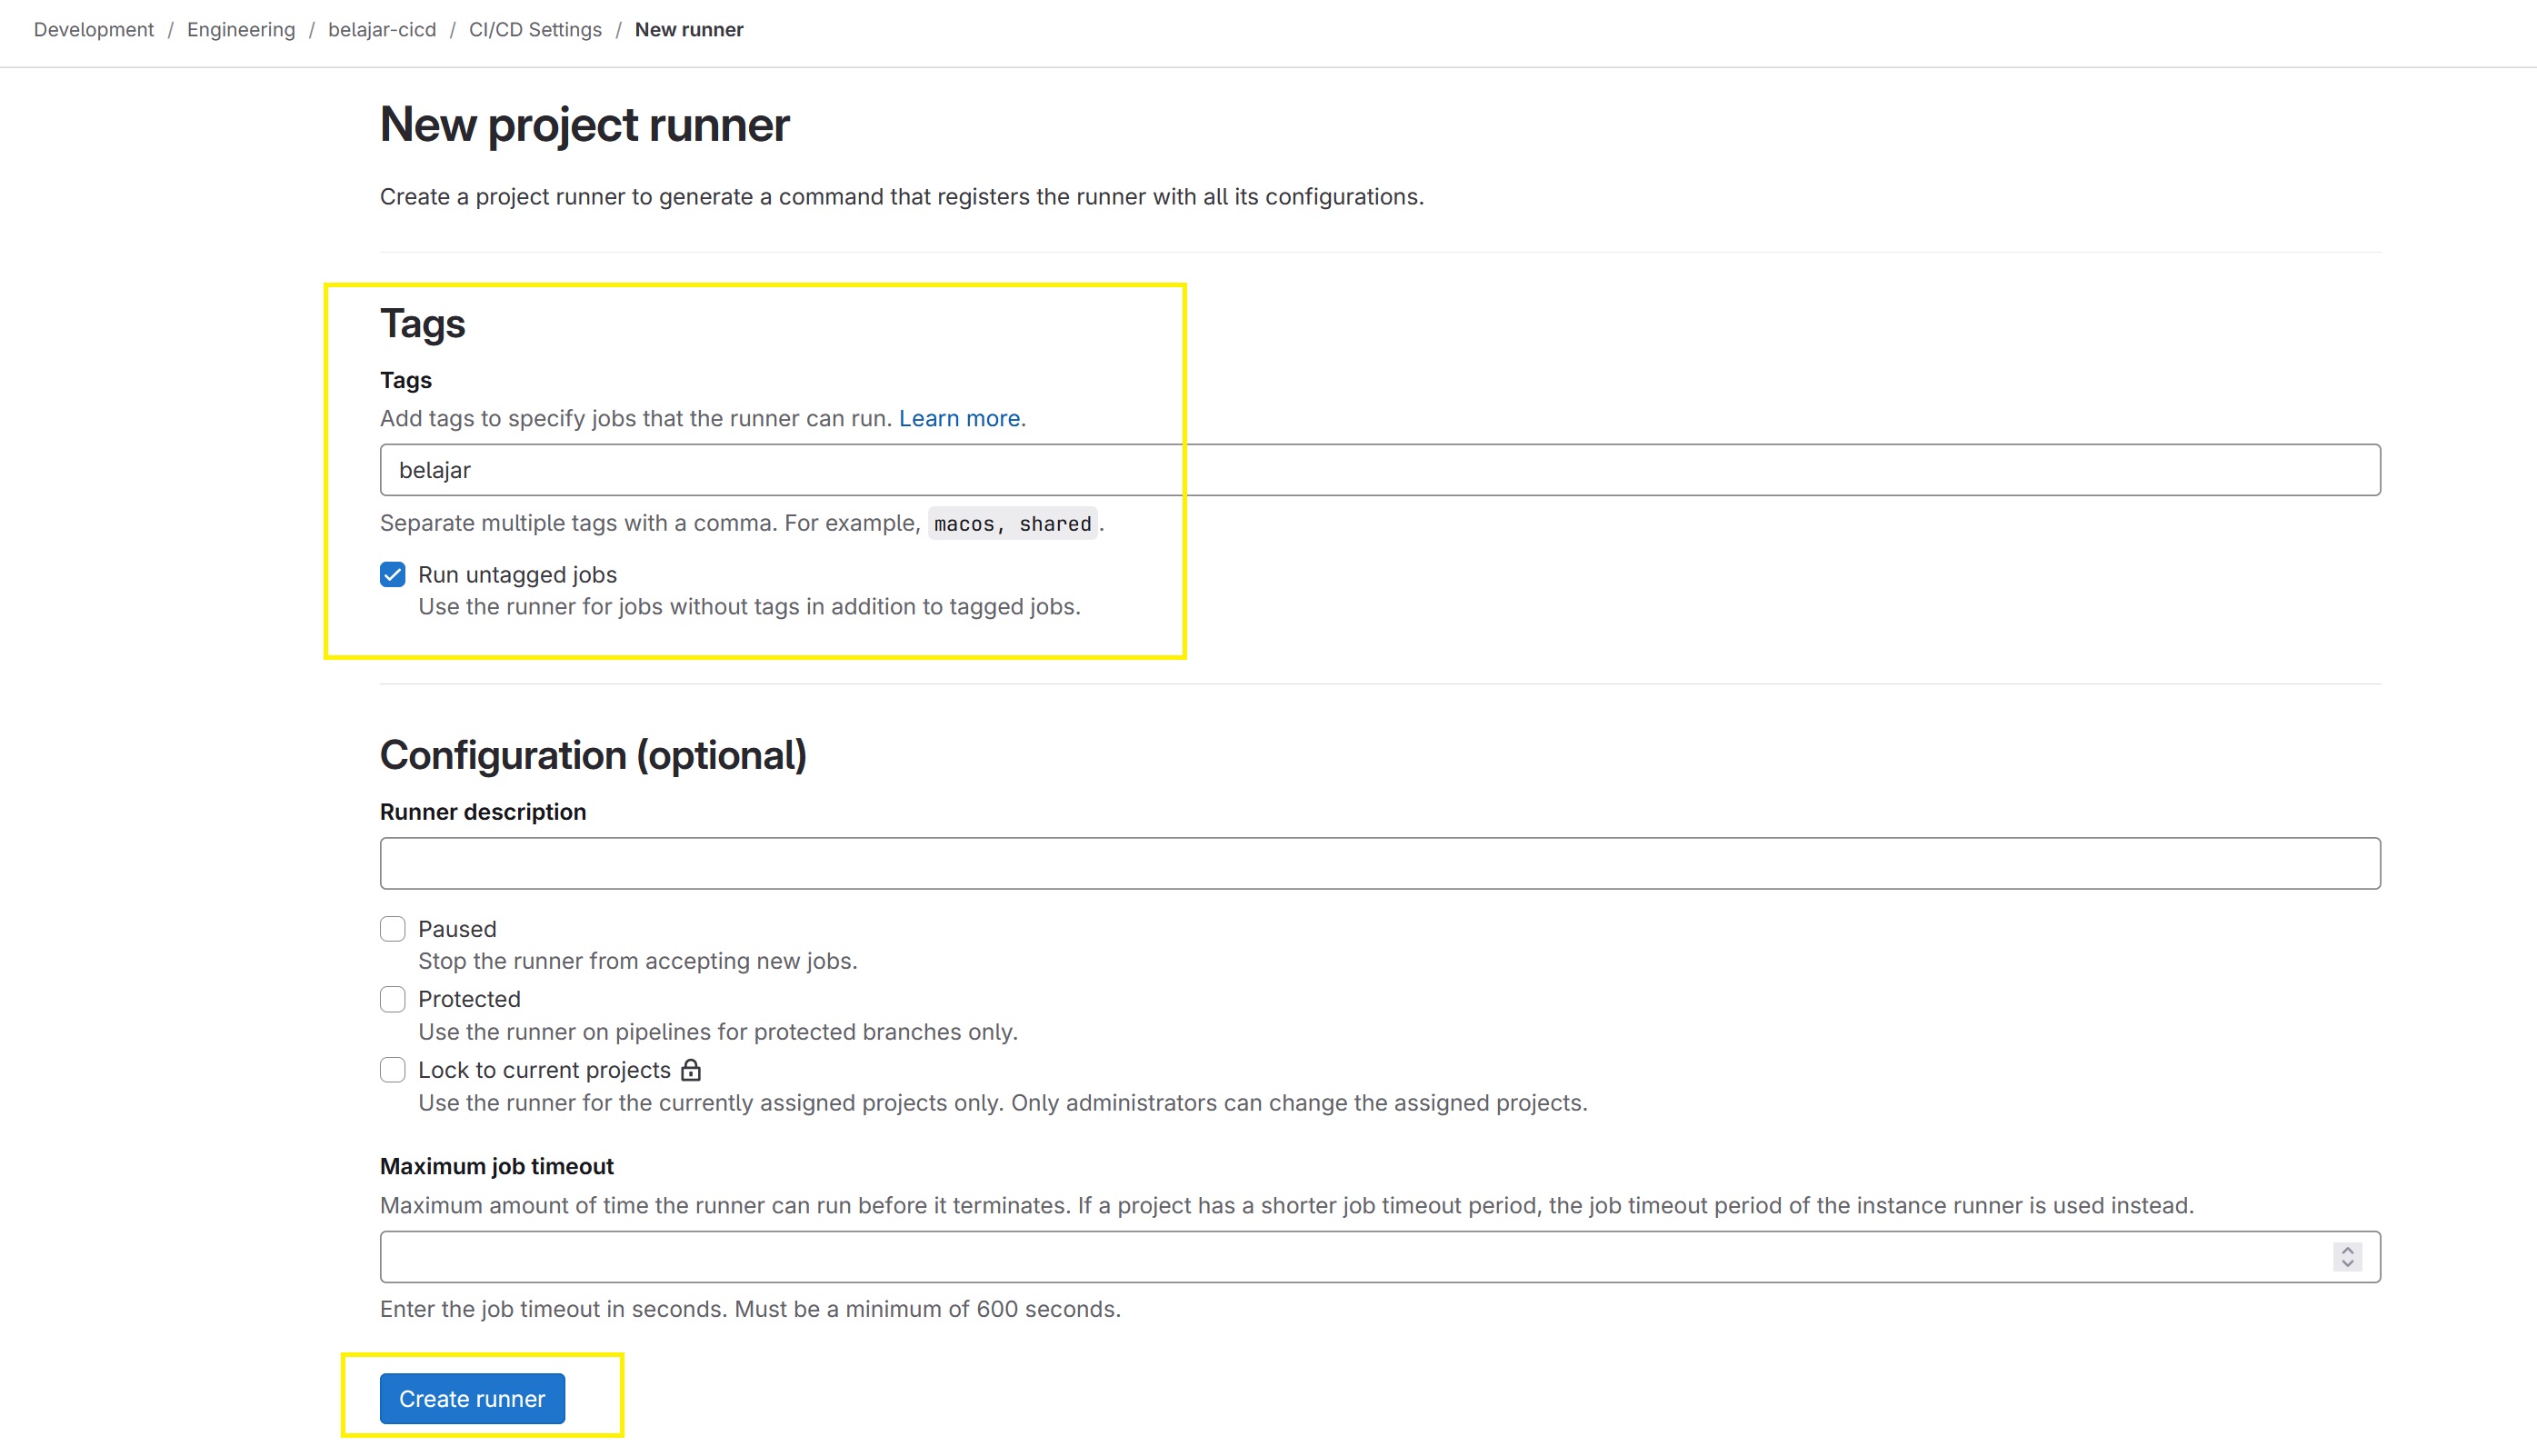 Development / Engineering / belajar-cicd / CI/CD Settings / New runner
New project runner
Create a project runner to generate a command that registers the runner with all its configurations.
Tags
Tags
Add tags to specify jobs that the runner can run. Learn more.
belajar
Separate multiple tags with a comma. For example, macos, shared.
Run untagged jobs
Use the runner for jobs without tags in addition to tagged jobs.
Configuration (optional)
Runner description
Paused
Stop the runner from accepting new jobs.
Protected
Use the runner on pipelines for protected branches only.
Lock to current projects
Use the runner for the currently assigned projects only. Only administrators can change the assigned projects.
Maximum job timeout
Maximum amount of time the runner can run before it terminates. If a project has a shorter job timeout period, the job timeout period of the instance runner is used instead.
Enter the job timeout in seconds. Must be a minimum of 600 seconds.
Create runner